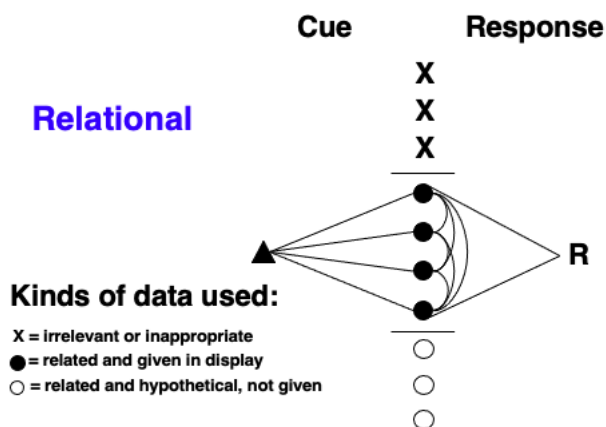 Cue Response
X
X
Relational
X
R
Kinds of data used:
X = irrelevant or inappropriate
= related and given in display
= related and hypothetical, not given